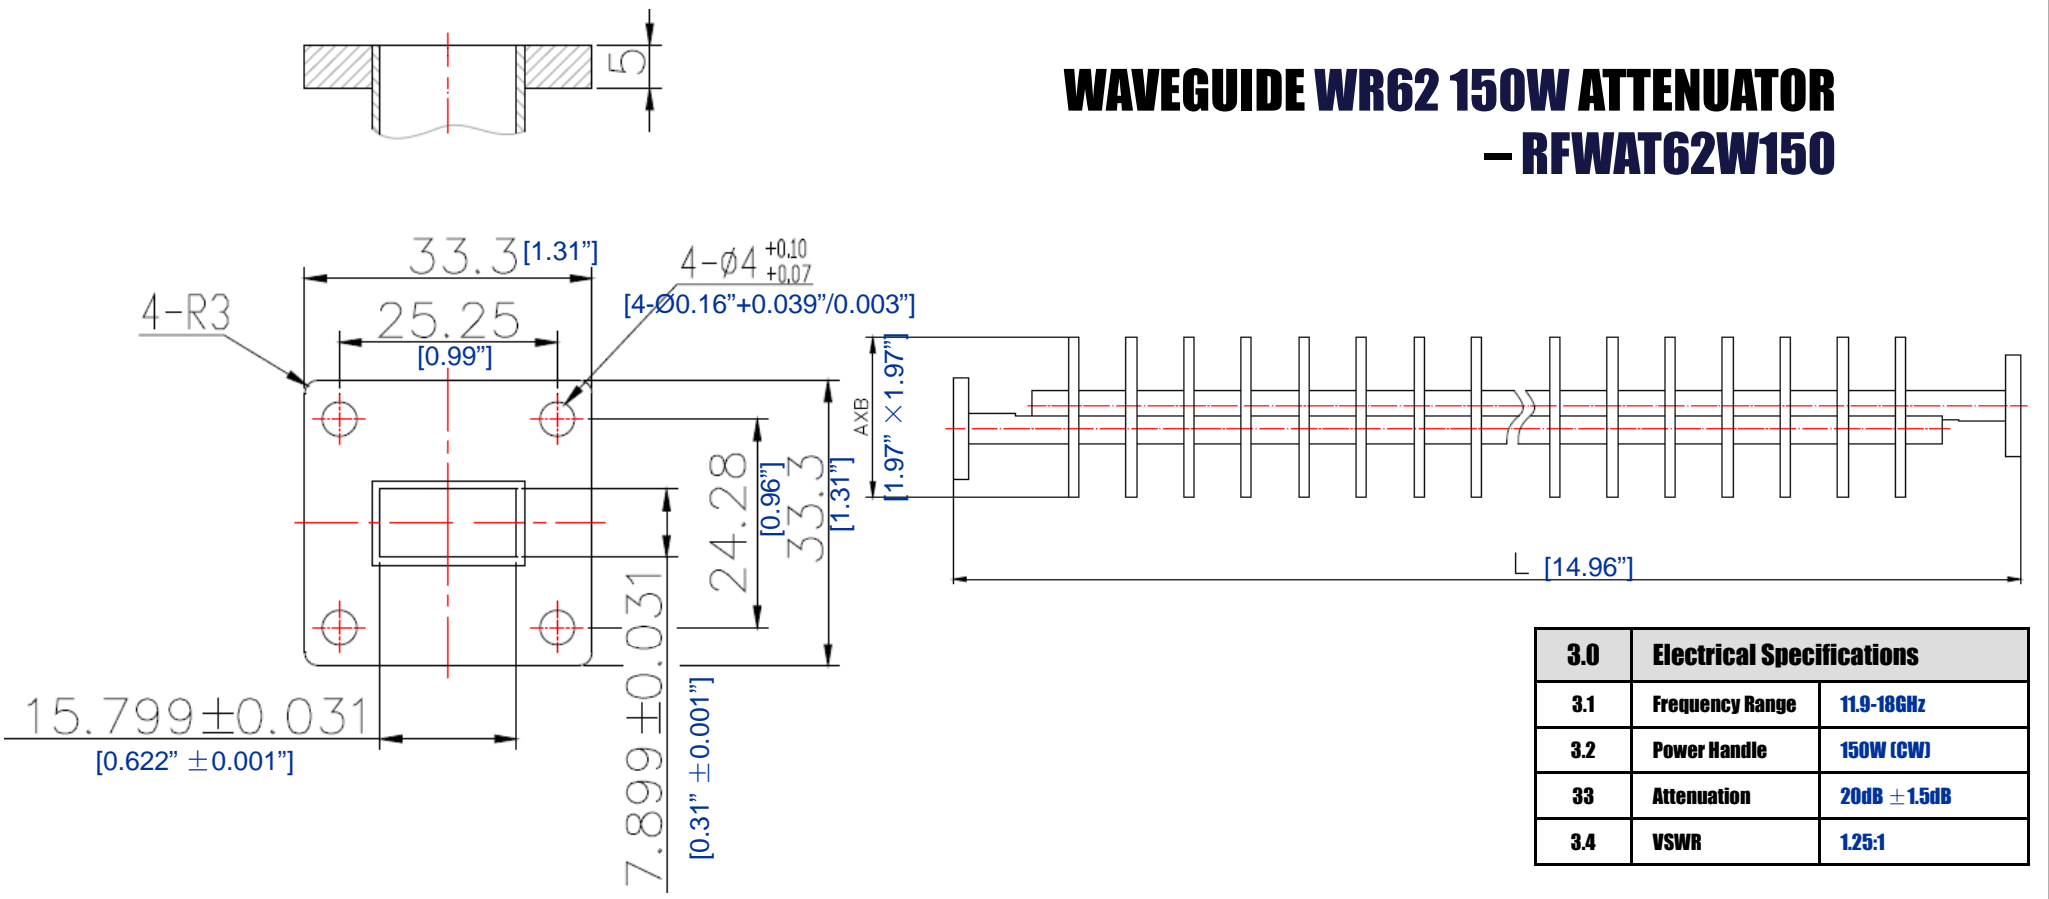 5
WAVEGUIDE WR62 150W ATTENUATOR
– RFWAT62W150
33.3 [1.31”]
4-⌀4 +0.10
+0.07
[4-Ø0.16”+0.039”/0.003”]
4-R3
25.25
[0.99”]
AXB
[1.97” ×1.97”]
24.28
[0.96”]
33.3
[1.31”]
L [14.96”]
7.899±0.031
[0.31” ±0.001”]
15.799±0.031
[0.622” ±0.001”]
3.0 Electrical Specifications
3.1 Frequency Range 11.9-18GHz
3.2 Power Handle 150W (CW)
33 Attenuation 20dB ±1.5dB
3.4 VSWR 1.25:1